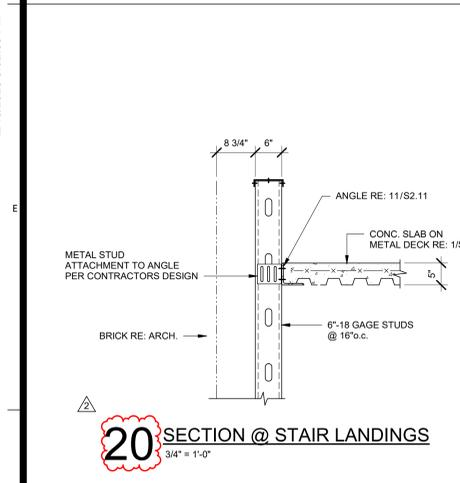 8 3/4"
6"
ANGLE RE: 11/S2.11
CONC. SLAB ON
METAL DECK RE: 1/S
5"
METAL STUD
ATTACHMENT TO ANGLE
PER CONTRACTORS DESIGN
BRICK RE: ARCH.
6"-18 GAGE STUDS
@ 16"o.c.
E
2
20 SECTION @ STAIR LANDINGS
3/4" = 1'-0"